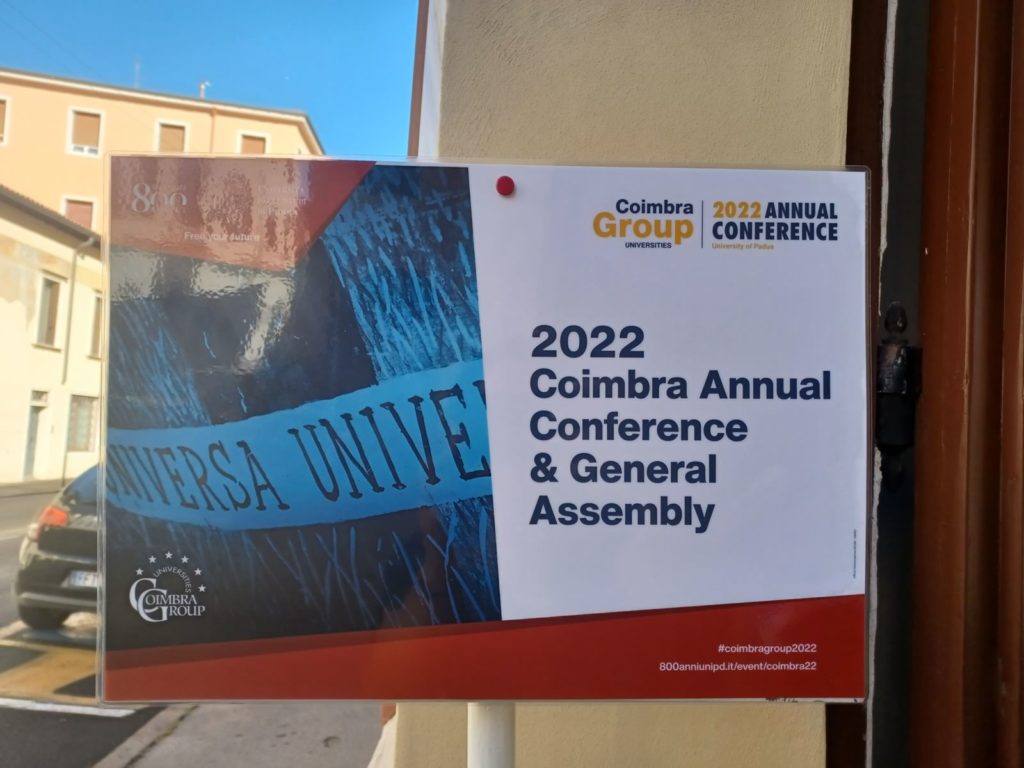 800
Free your future
Coimbra
Group
UNIVERSITIES
2022 ANNUAL
CONFERENCE
University of Padua
2022
Coimbra Annual
Conference
& General
Assembly
UNIVERSA UNIVE
UNIVERSITIES
COIMBRA
GROUP
#coimbragroup2022
800anniunipd.it/event/coimbra22